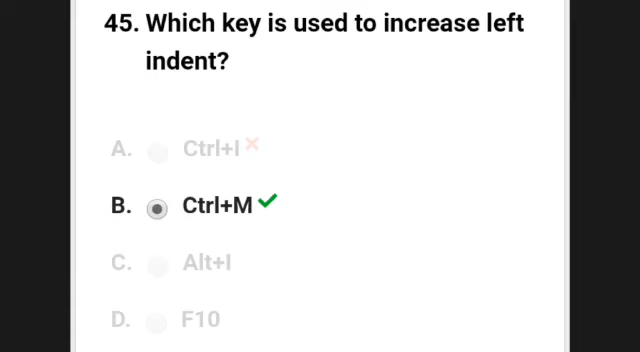 45. Which key is used to increase left
indent?
A. Ctrl+I
B. Ctrl+M
C. Alt+I
D. F10